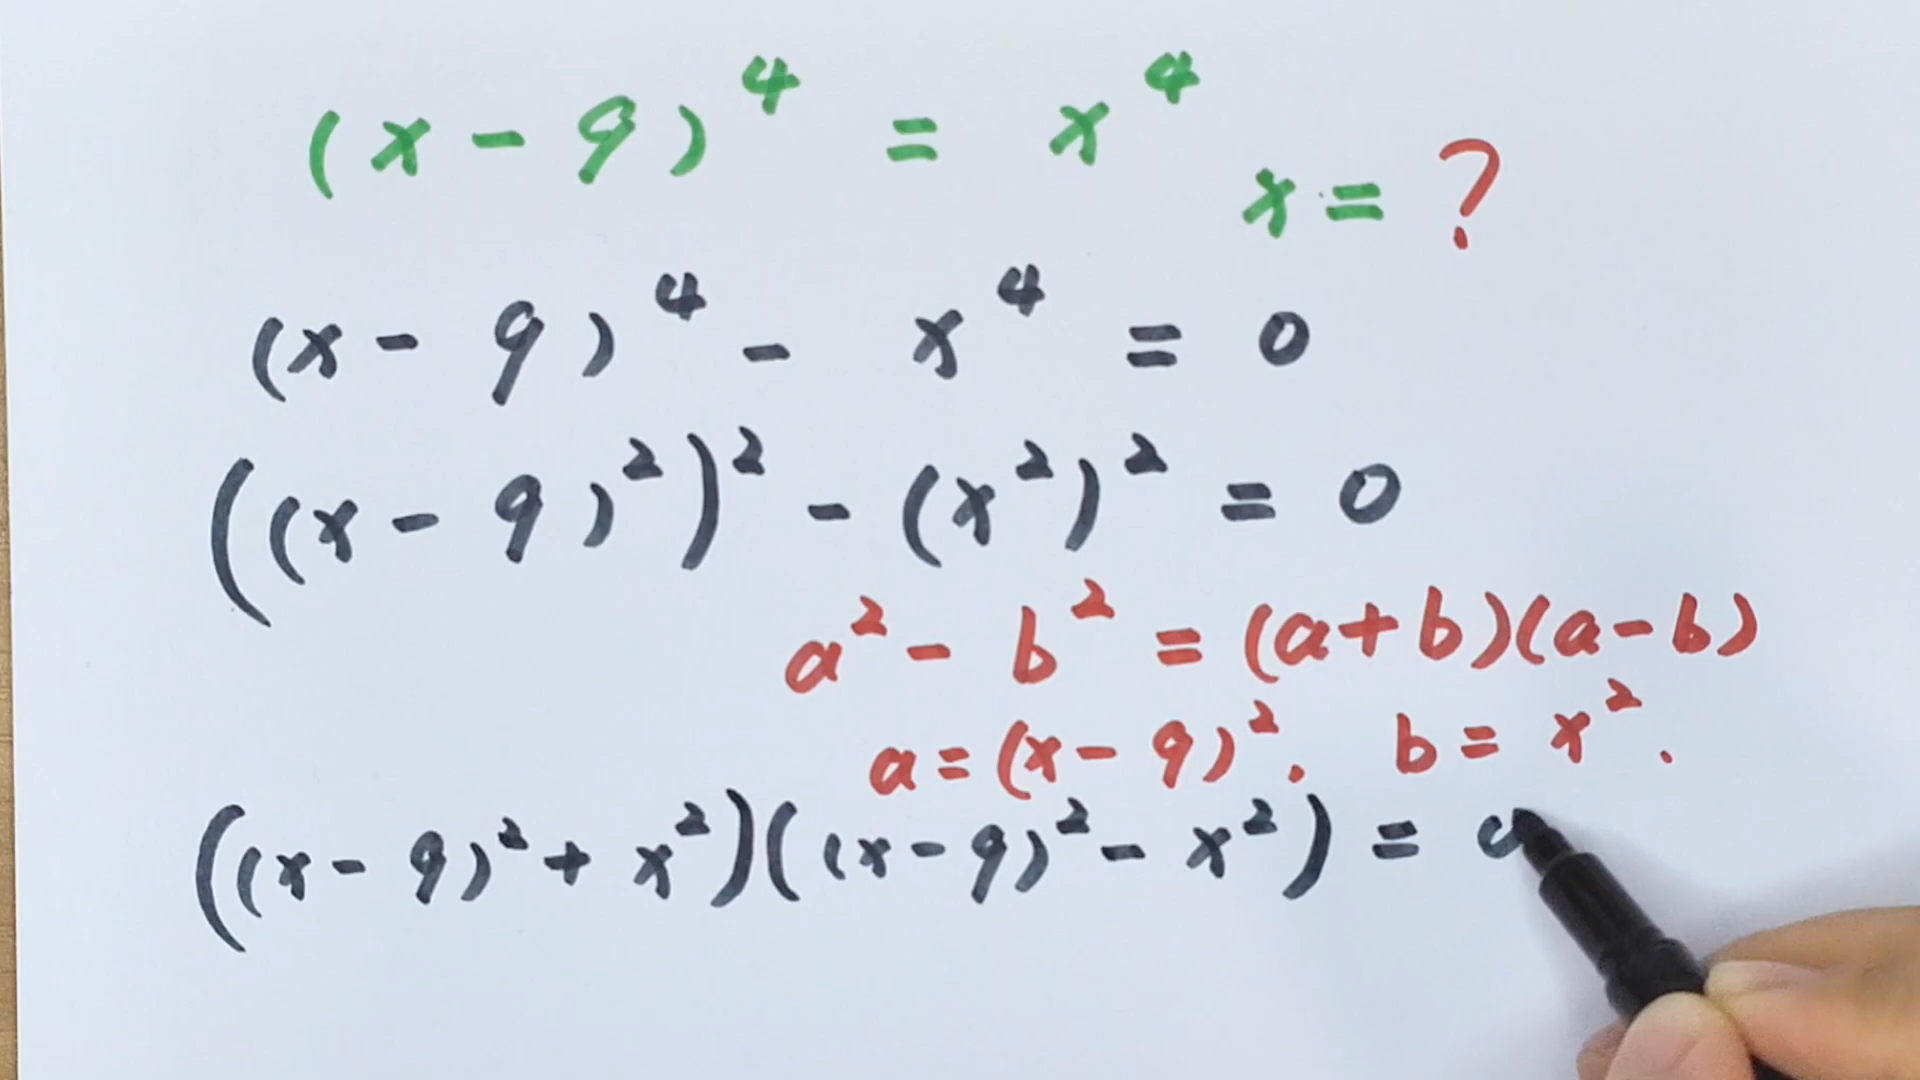 (x - 9)⁴ = x⁴
x = ?
(x - 9)⁴ - x⁴ = 0
((x - 9)²)² - (x²)² = 0
a² - b² = (a + b)(a - b)
a = (x - 9)². b = x².
((x - 9)² + x²)((x - 9)² - x²) = 0